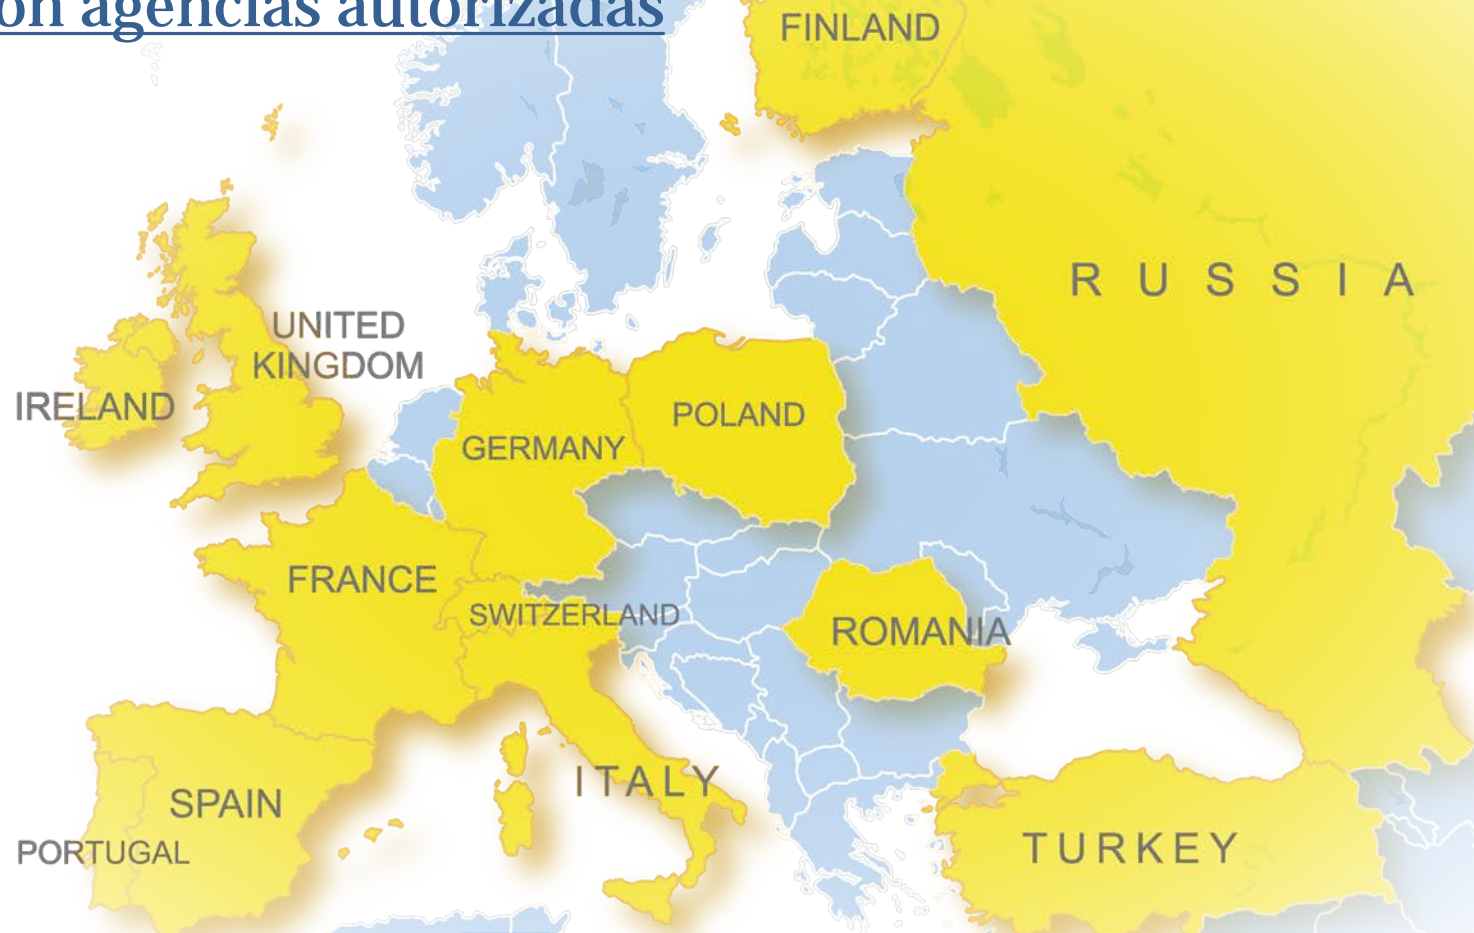 on agencias autorizadas
FINLAND
RUSSIA
UNITED
KINGDOM
IRELAND
POLAND
GERMANY
FRANCE
SWITZERLAND
ROMANIA
ITALY
SPAIN
PORTUGAL
TURKEY